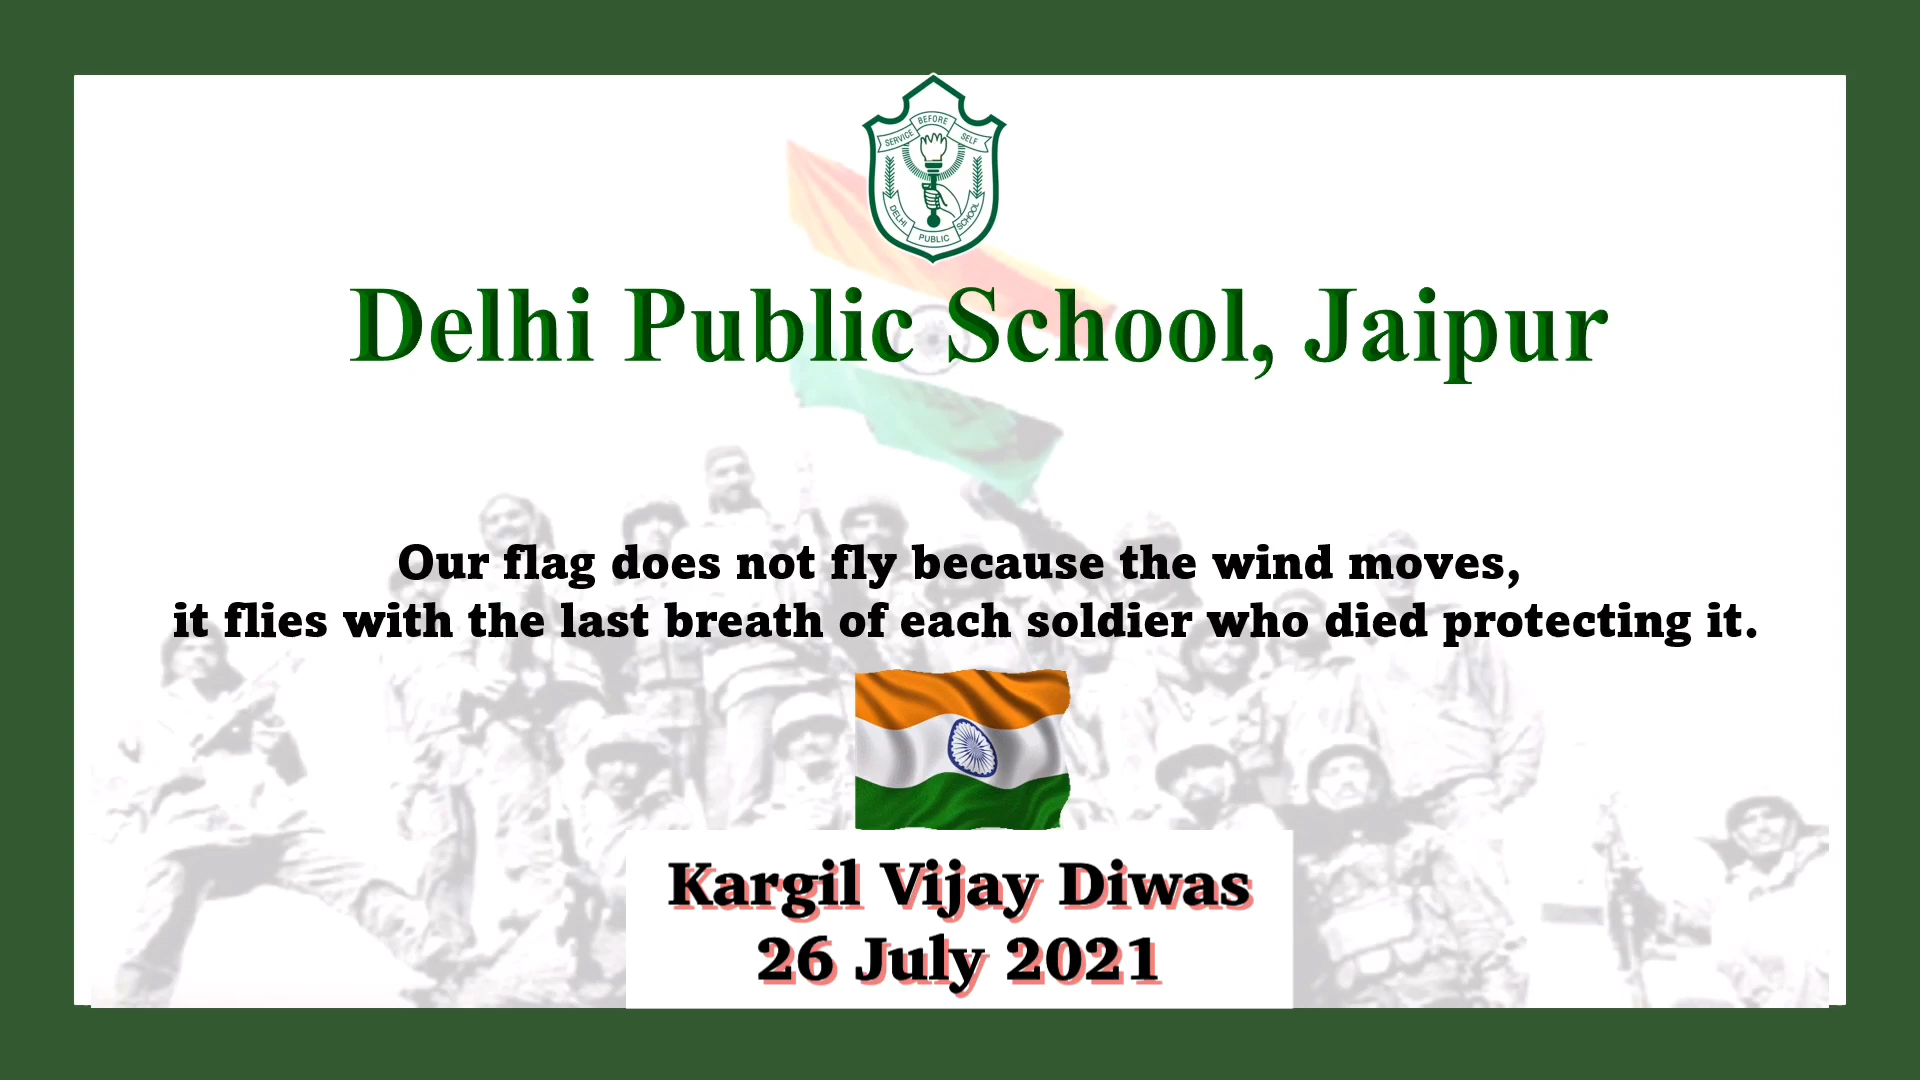 SERVICE BEFORE SELF
DELHI PUBLIC SCHOOL
Delhi Public School, Jaipur
Our flag does not fly because the wind moves,
it flies with the last breath of each soldier who died protecting it.
Kargil Vijay Diwas
26 July 2021